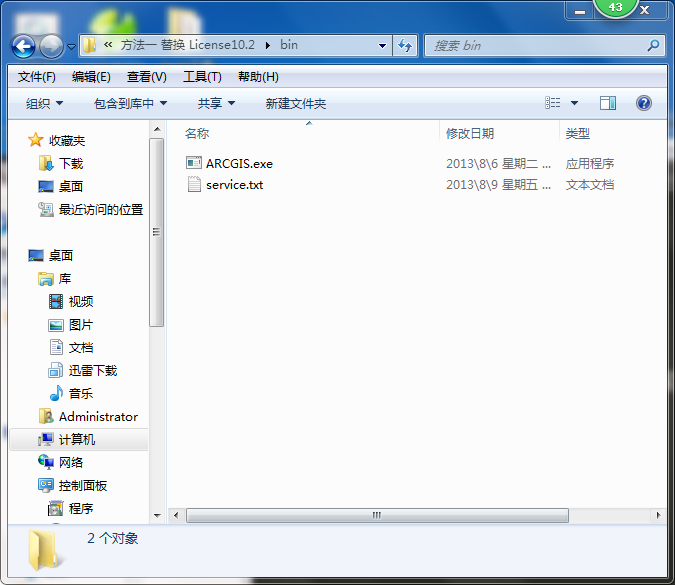 43
« 方法一 替换 License10.2 ▸ bin
搜索 bin
文件(F) 编辑(E) 查看(V) 工具(T) 帮助(H)
组织 包含到库中 共享 新建文件夹
名称 修改日期 类型
ARCGIS.exe 2013\8\6 星期二 ... 应用程序
service.txt 2013\8\9 星期五 ... 文本文档
收藏夹
下载
桌面
最近访问的位置
桌面
库
视频
图片
文档
迅雷下载
音乐
Administrator
计算机
网络
控制面板
程序
2 个对象